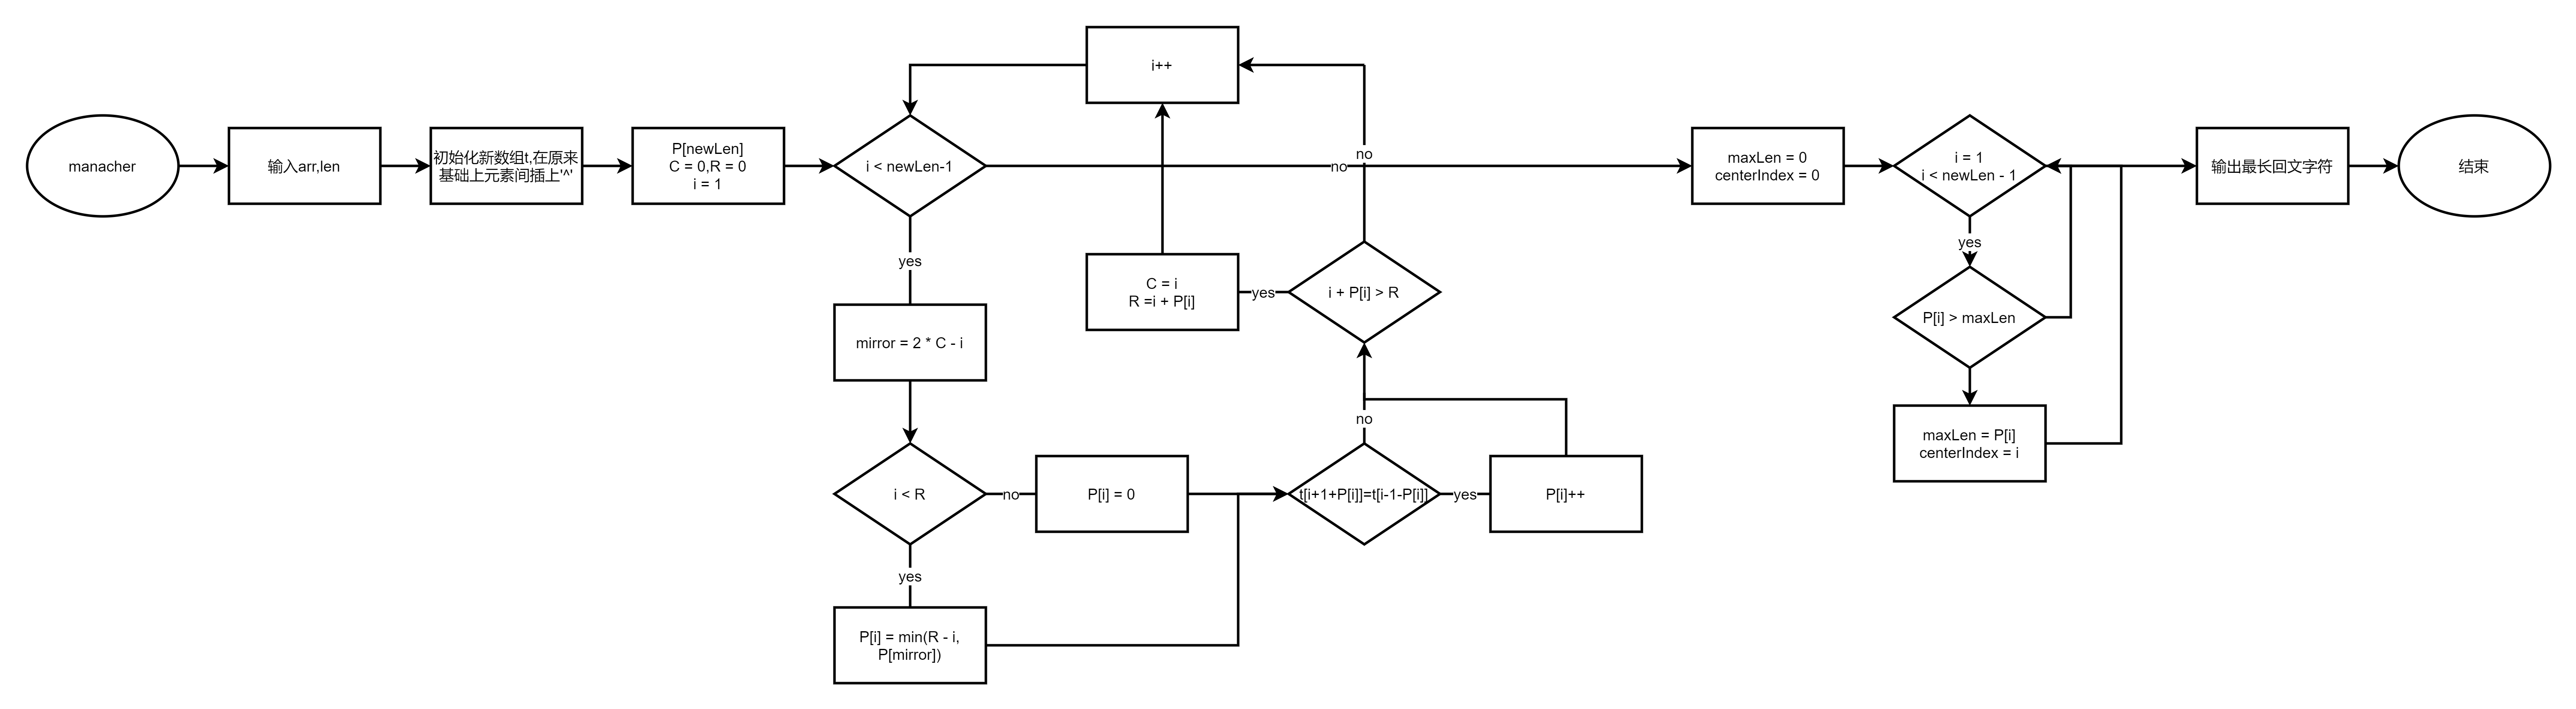 manacher
输入arr,len
初始化新数组t,在原来
基础上元素间插上'^'
P[newLen]
C = 0,R = 0
i = 1
i < newLen-1
i++
yes
mirror = 2 * C - i
i < R
no
P[i] = 0
yes
P[i] = min(R - i,
P[mirror])
t[i+1+P[i]]=t[i-1-P[i]]
yes
P[i]++
no
i + P[i] > R
yes
C = i
R =i + P[i]
no
no
maxLen = 0
centerIndex = 0
i = 1
i < newLen - 1
yes
P[i] > maxLen
maxLen = P[i]
centerIndex = i
输出最长回文字符
结束